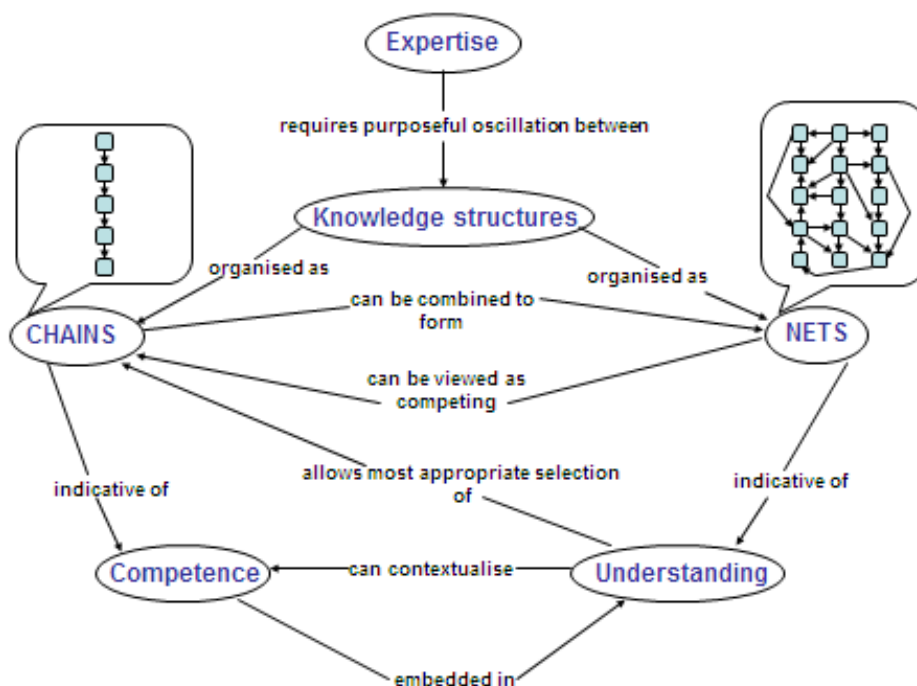 Expertise
requires purposeful oscillation between
Knowledge structures
organised as
organised as
can be combined to
form
CHAINS
NETS
can be viewed as
competing
allows most appropriate selection
of
indicative of
indicative of
Competence
can contextualise
Understanding
embedded in